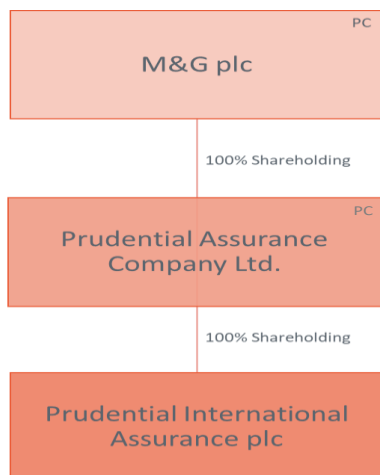 PC
M&G plc
100% Shareholding
PC
Prudential Assurance
Company Ltd.
100% Shareholding
Prudential International
Assurance plc